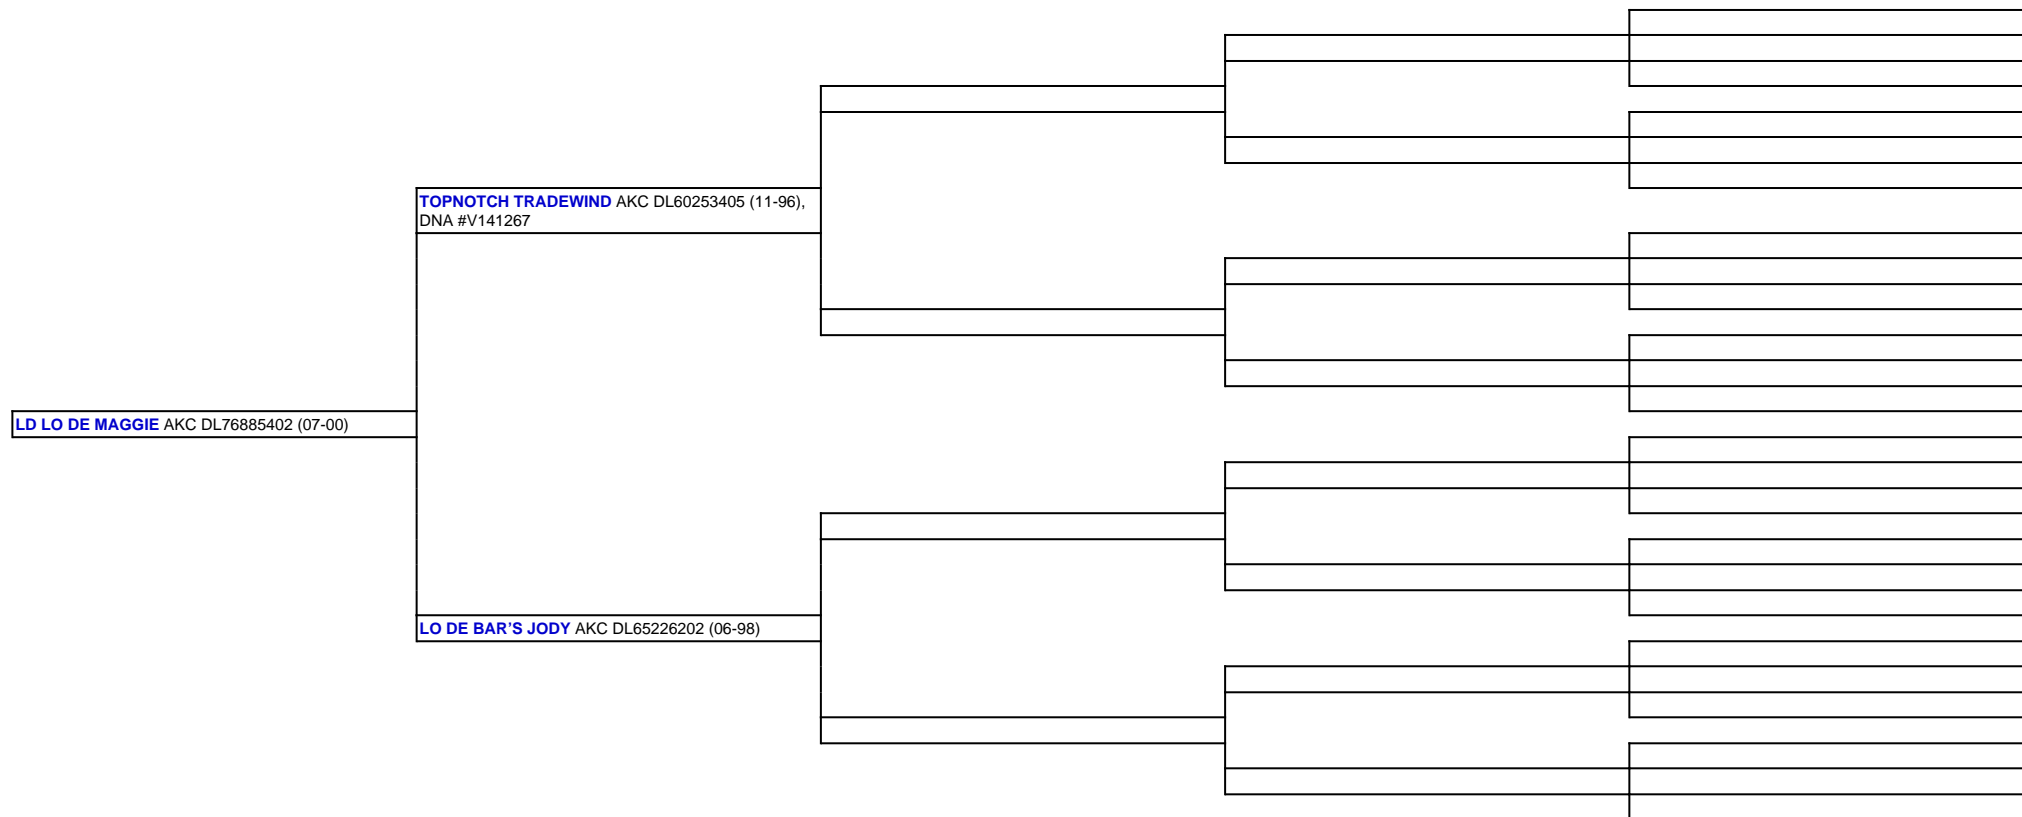 TOPNOTCH TRADEWIND AKC DL60253405 (11-96),
DNA #V141267
LD LO DE MAGGIE AKC DL76885402 (07-00)
LO DE BAR’S JODY AKC DL65226202 (06-98)